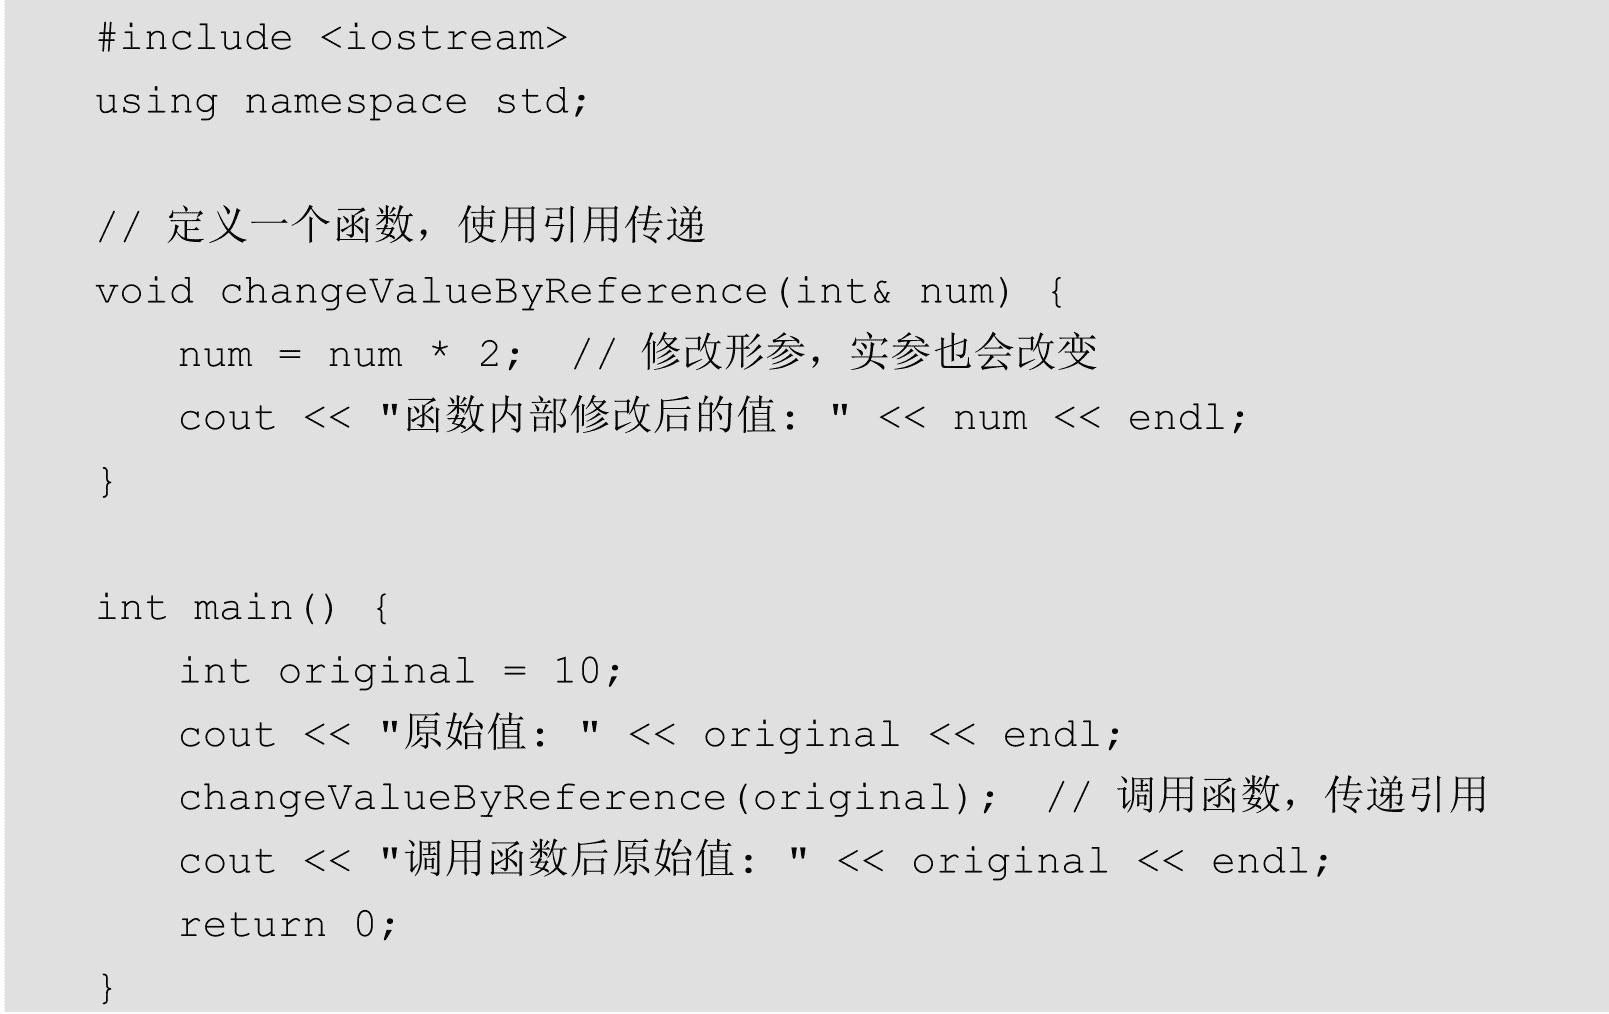 #include <iostream>
using namespace std;
// 定义一个函数，使用引用传递
void changeValueByReference(int& num) {
num = num * 2;  // 修改形参，实参也会改变
cout << "函数内部修改后的值：" << num << endl;
}
int main() {
int original = 10;
cout << "原始值：" << original << endl;
changeValueByReference(original);  // 调用函数，传递引用
cout << "调用函数后原始值：" << original << endl;
return 0;
}